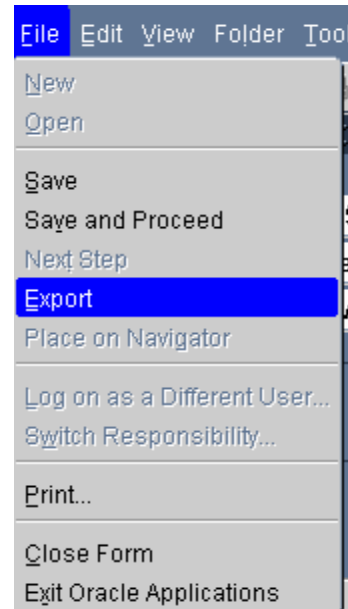 File Edit View Folder Tool
New
Open
Save
Save and Proceed
Next Step
Export
Place on Navigator
Log on as a Different User...
Switch Responsibility...
Print...
Close Form
Exit Oracle Applications